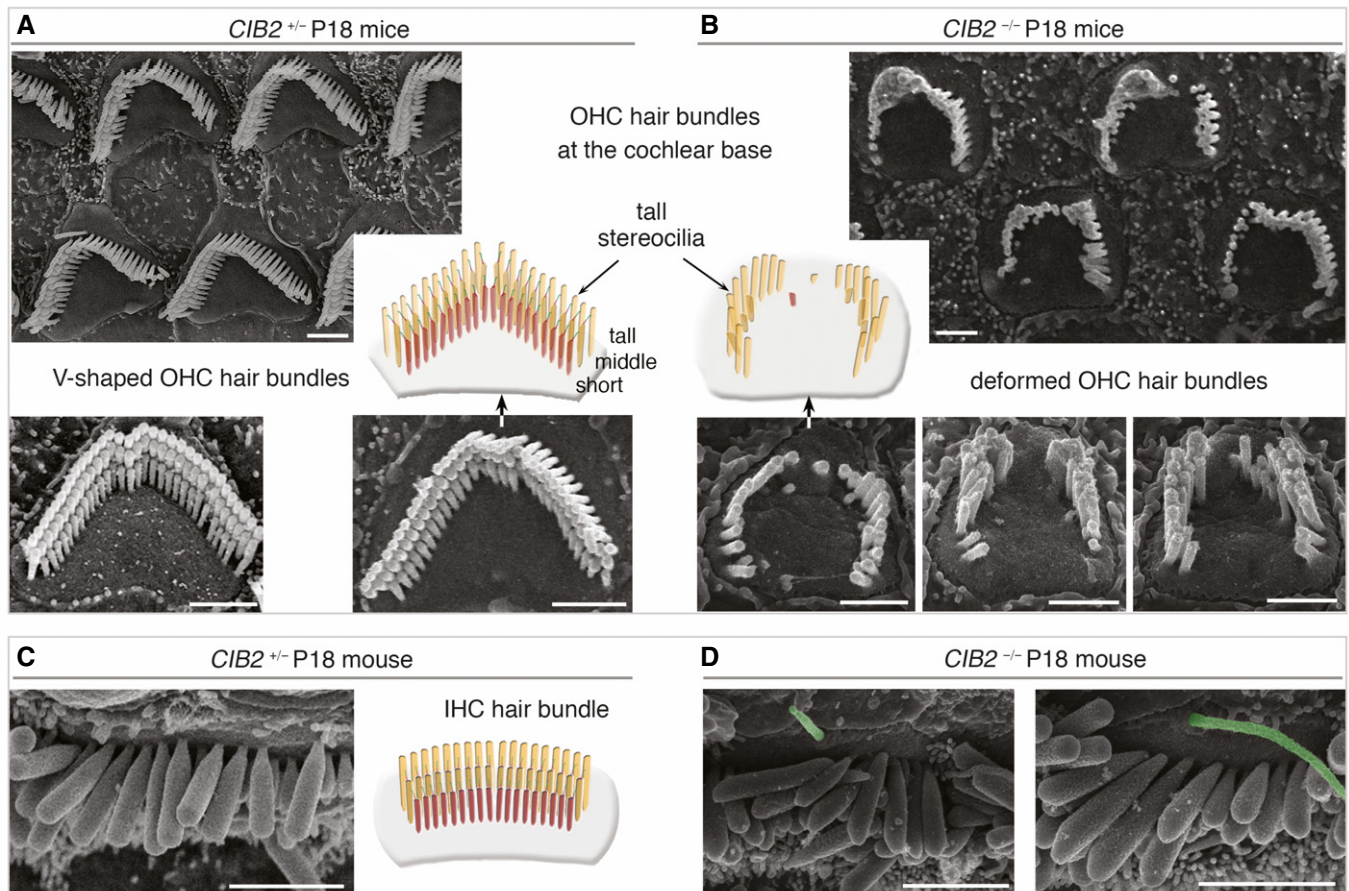 A
CIB2 +/– P18 mice
B
CIB2 –/– P18 mice
OHC hair bundles
at the cochlear base
tall
stereocilia
tall
middle
short
V-shaped OHC hair bundles
deformed OHC hair bundles
C
CIB2 +/– P18 mouse
D
CIB2 –/– P18 mouse
IHC hair bundle